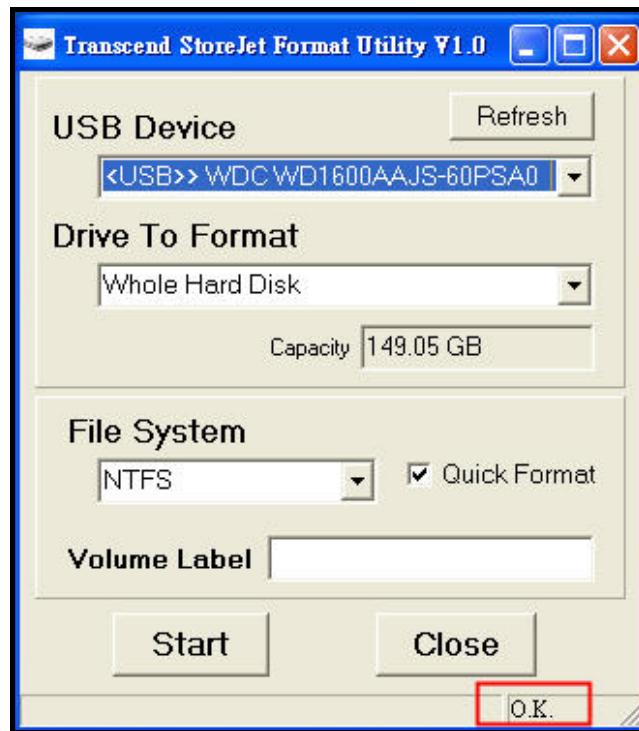 Transcend StoreJet Format Utility V1.0
USB Device
Refresh
<USB>> WDC WD1600AAJS-60PSA0
Drive To Format
Whole Hard Disk
Capacity 149.05 GB
File System
NTFS
Quick Format
Volume Label
Start Close
O.K.